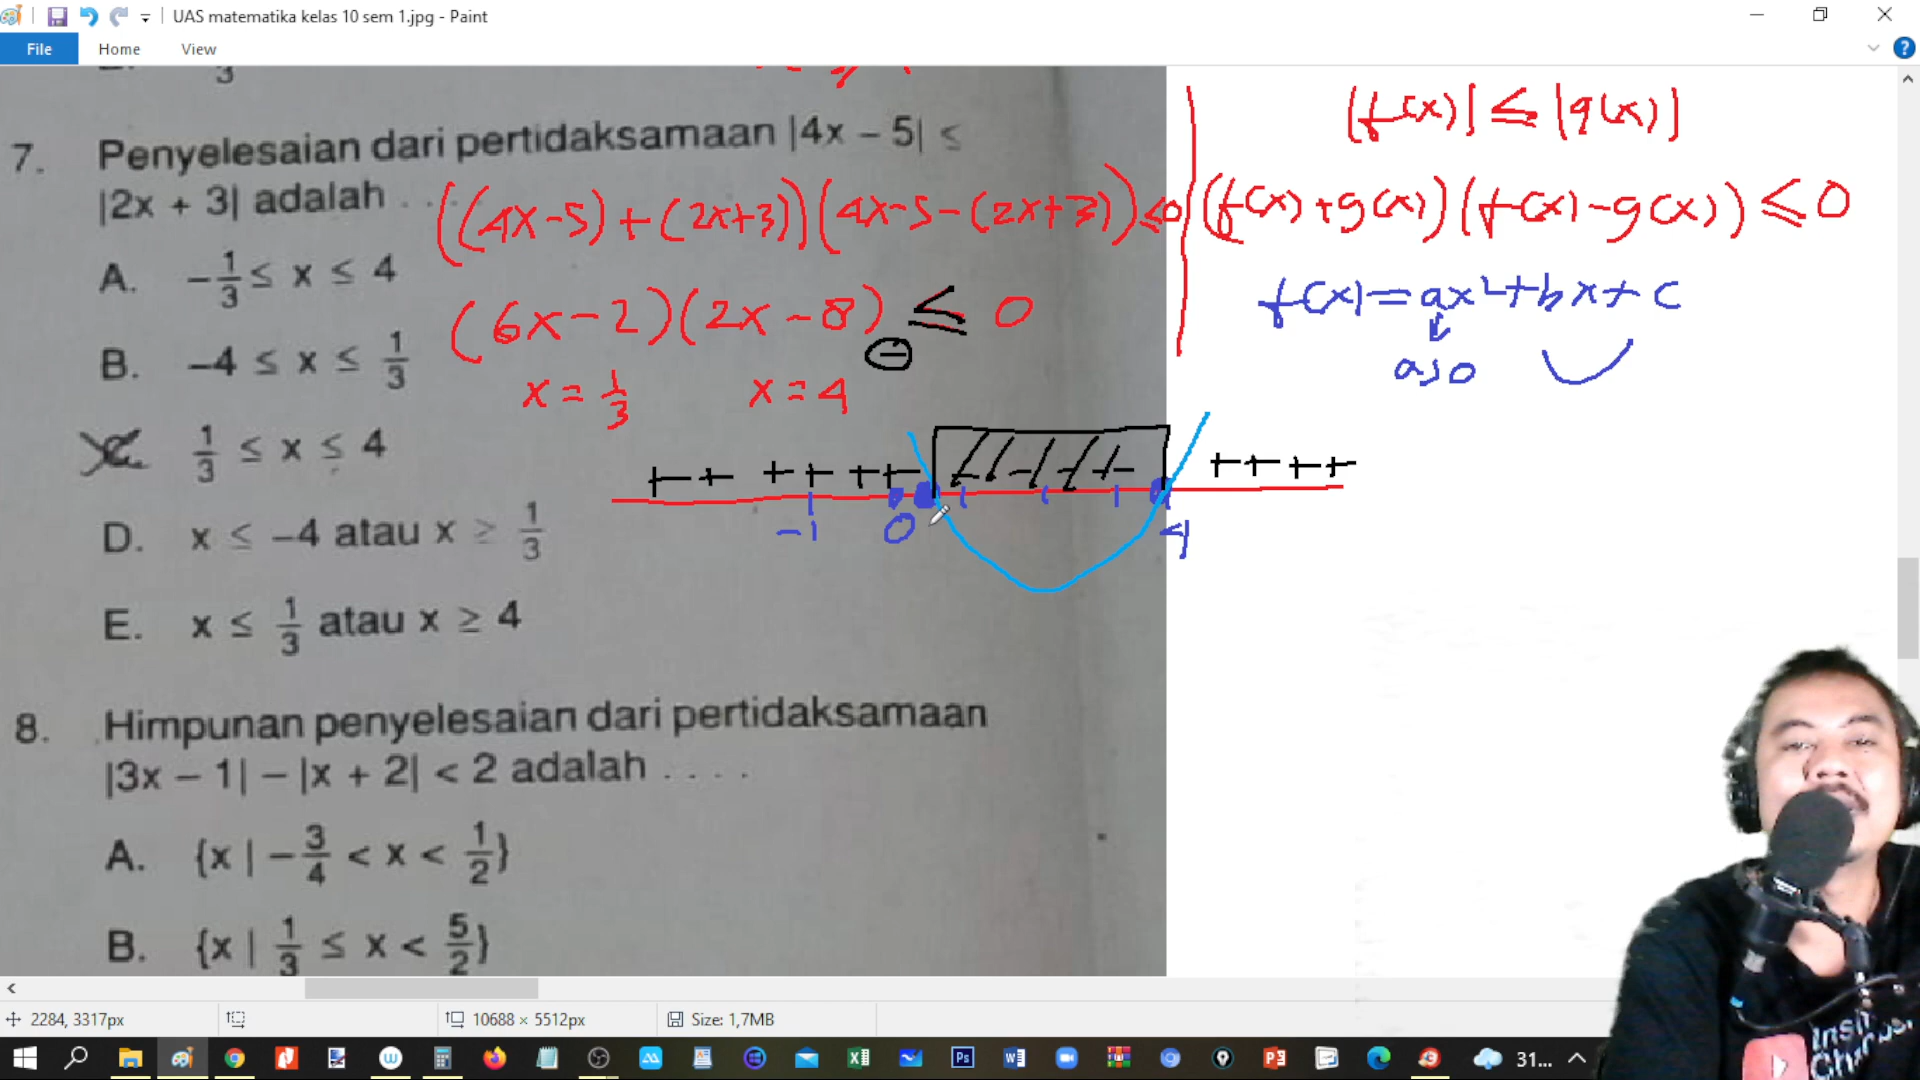 UAS matematika kelas 10 sem 1.jpg - Paint
File Home View
7. Penyelesaian dari pertidaksamaan |4x − 5| ≤
|2x + 3| adalah . . . .
A. −1/3 ≤ x ≤ 4
B. −4 ≤ x ≤ 1/3
C. 1/3 ≤ x ≤ 4
D. x ≤ −4 atau x ≥ 1/3
E. x ≤ 1/3 atau x ≥ 4
((4x-5)+(2x+3))(4x-5-(2x+3))≤0
(6x-2)(2x-8) ≤ 0
−
x = 1/3 x = 4
++ ++ ++ ++++
-1 0 4
|f(x)| ≤ |g(x)|
(f(x)+g(x))(f(x)-g(x)) ≤ 0
f(x)=ax²+bx+c
a>0
8. Himpunan penyelesaian dari pertidaksamaan
|3x − 1| − |x + 2| < 2 adalah . . . .
A. {x | −3/4 < x < 1/2}
B. {x | 1/3 ≤ x < 5/2}
2284, 3317px
10688 × 5512px
Size: 1,7MB
31...